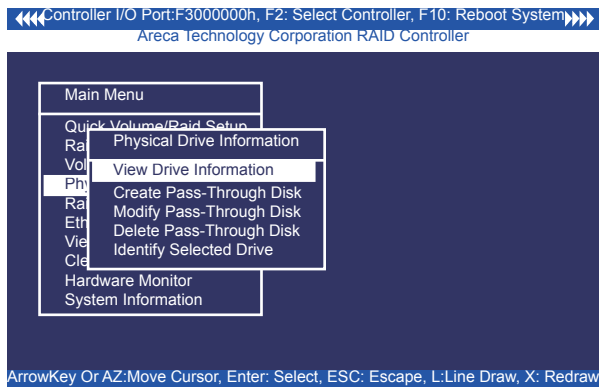 Controller I/O Port:F3000000h, F2: Select Controller, F10: Reboot System
Areca Technology Corporation RAID Controller
Main Menu
Quick Volume/Raid Setup
Rai
Physical Drive Information
Vol
View Drive Information
Phy
Create Pass-Through Disk
Ra
Modify Pass-Through Disk
Eth
Delete Pass-Through Disk
Vie
Identify Selected Drive
Cle
Hardware Monitor
System Information
ArrowKey Or AZ:Move Cursor, Enter: Select, ESC: Escape, L:Line Draw, X: Redraw